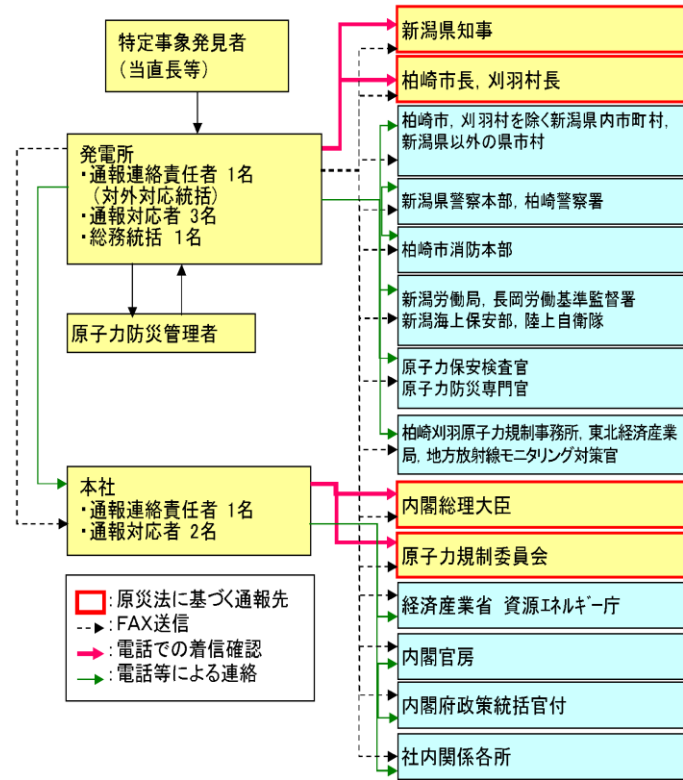 特定事象発見者
(当直長等)
発電所
・通報連絡責任者 1名
(対外対応統括)
・通報対応者 3名
・総務統括 1名
原子力防災管理者
本社
・通報連絡責任者 1名
・通報対応者 2名
:原災法に基づく通報先
:FAX送信
:電話での着信確認
:電話等による連絡
新潟県知事
柏崎市長, 刈羽村長
柏崎市, 刈羽村を除く新潟県内市町村,
新潟県以外の県市村
新潟県警察本部, 柏崎警察署
柏崎市消防本部
新潟労働局, 長岡労働基準監督署
新潟海上保安部, 陸上自衛隊
原子力保安検査官
原子力防災専門官
柏崎刈羽原子力規制事務所, 東北経済産業
局, 地方放射線モニタリング対策官
内閣総理大臣
原子力規制委員会
経済産業省 資源エネルギー庁
内閣官房
内閣府政策統括官付
社内関係各所